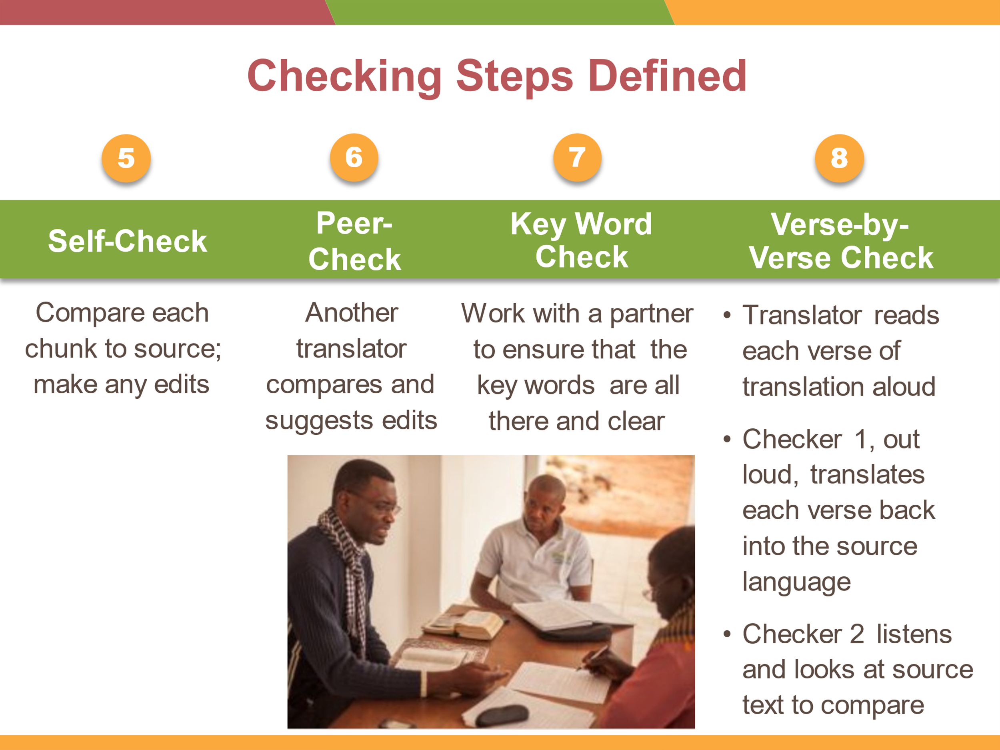 Checking Steps Defined
5
6
7
8
Self-Check
Peer-
Check
Key Word
Check
Verse-by-
Verse Check
Compare each
chunk to source;
make any edits
Another
translator
compares and
suggests edits
Work with a partner
to ensure that the
key words are all
there and clear
• Translator reads
each verse of
translation aloud
• Checker 1, out
loud, translates
each verse back
into the source
language
• Checker 2 listens
and looks at source
text to compare